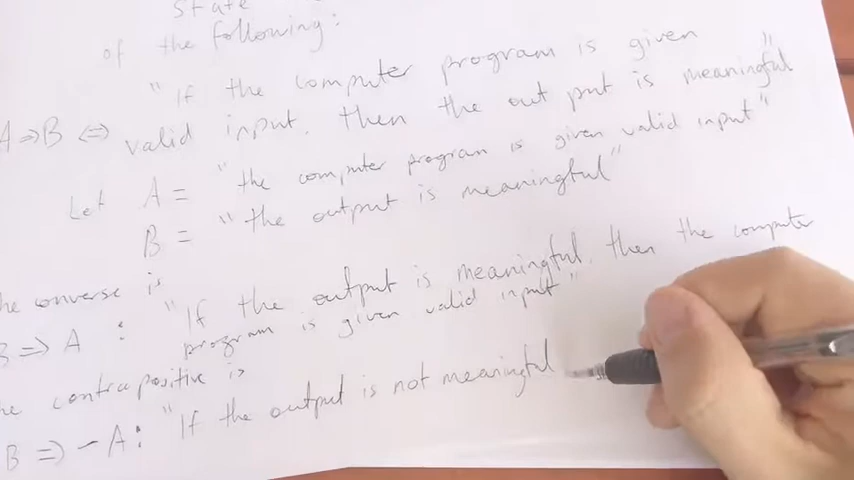 State
of the following:
"If the computer program is given
A⇒B ⇔ valid input, then the output is meaningful"
Let A = "the computer program is given valid input"
B = "the output is meaningful"
he converse is
B ⇒ A : "If the output is meaningful, then the computer
program is given valid input"
he contrapositive is
B ⇒ ¬A: "If the output is not meaningful